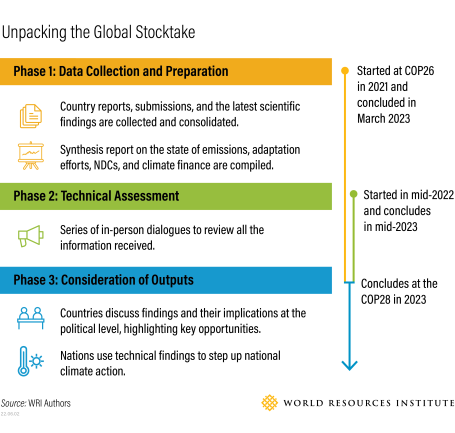 Unpacking the Global Stocktake
Phase 1: Data Collection and Preparation
Country reports, submissions, and the latest scientific
findings are collected and consolidated.
Synthesis report on the state of emissions, adaptation
efforts, NDCs, and climate finance are compiled.
Started at COP26
in 2021 and
concluded in
March 2023
Phase 2: Technical Assessment
Series of in-person dialogues to review all the
information received.
Started in mid-2022
and concludes
in mid-2023
Phase 3: Consideration of Outputs
Countries discuss findings and their implications at the
political level, highlighting key opportunities.
Nations use technical findings to step up national
climate action.
Concludes at the
COP28 in 2023
Source: WRI Authors
WORLD RESOURCES INSTITUTE